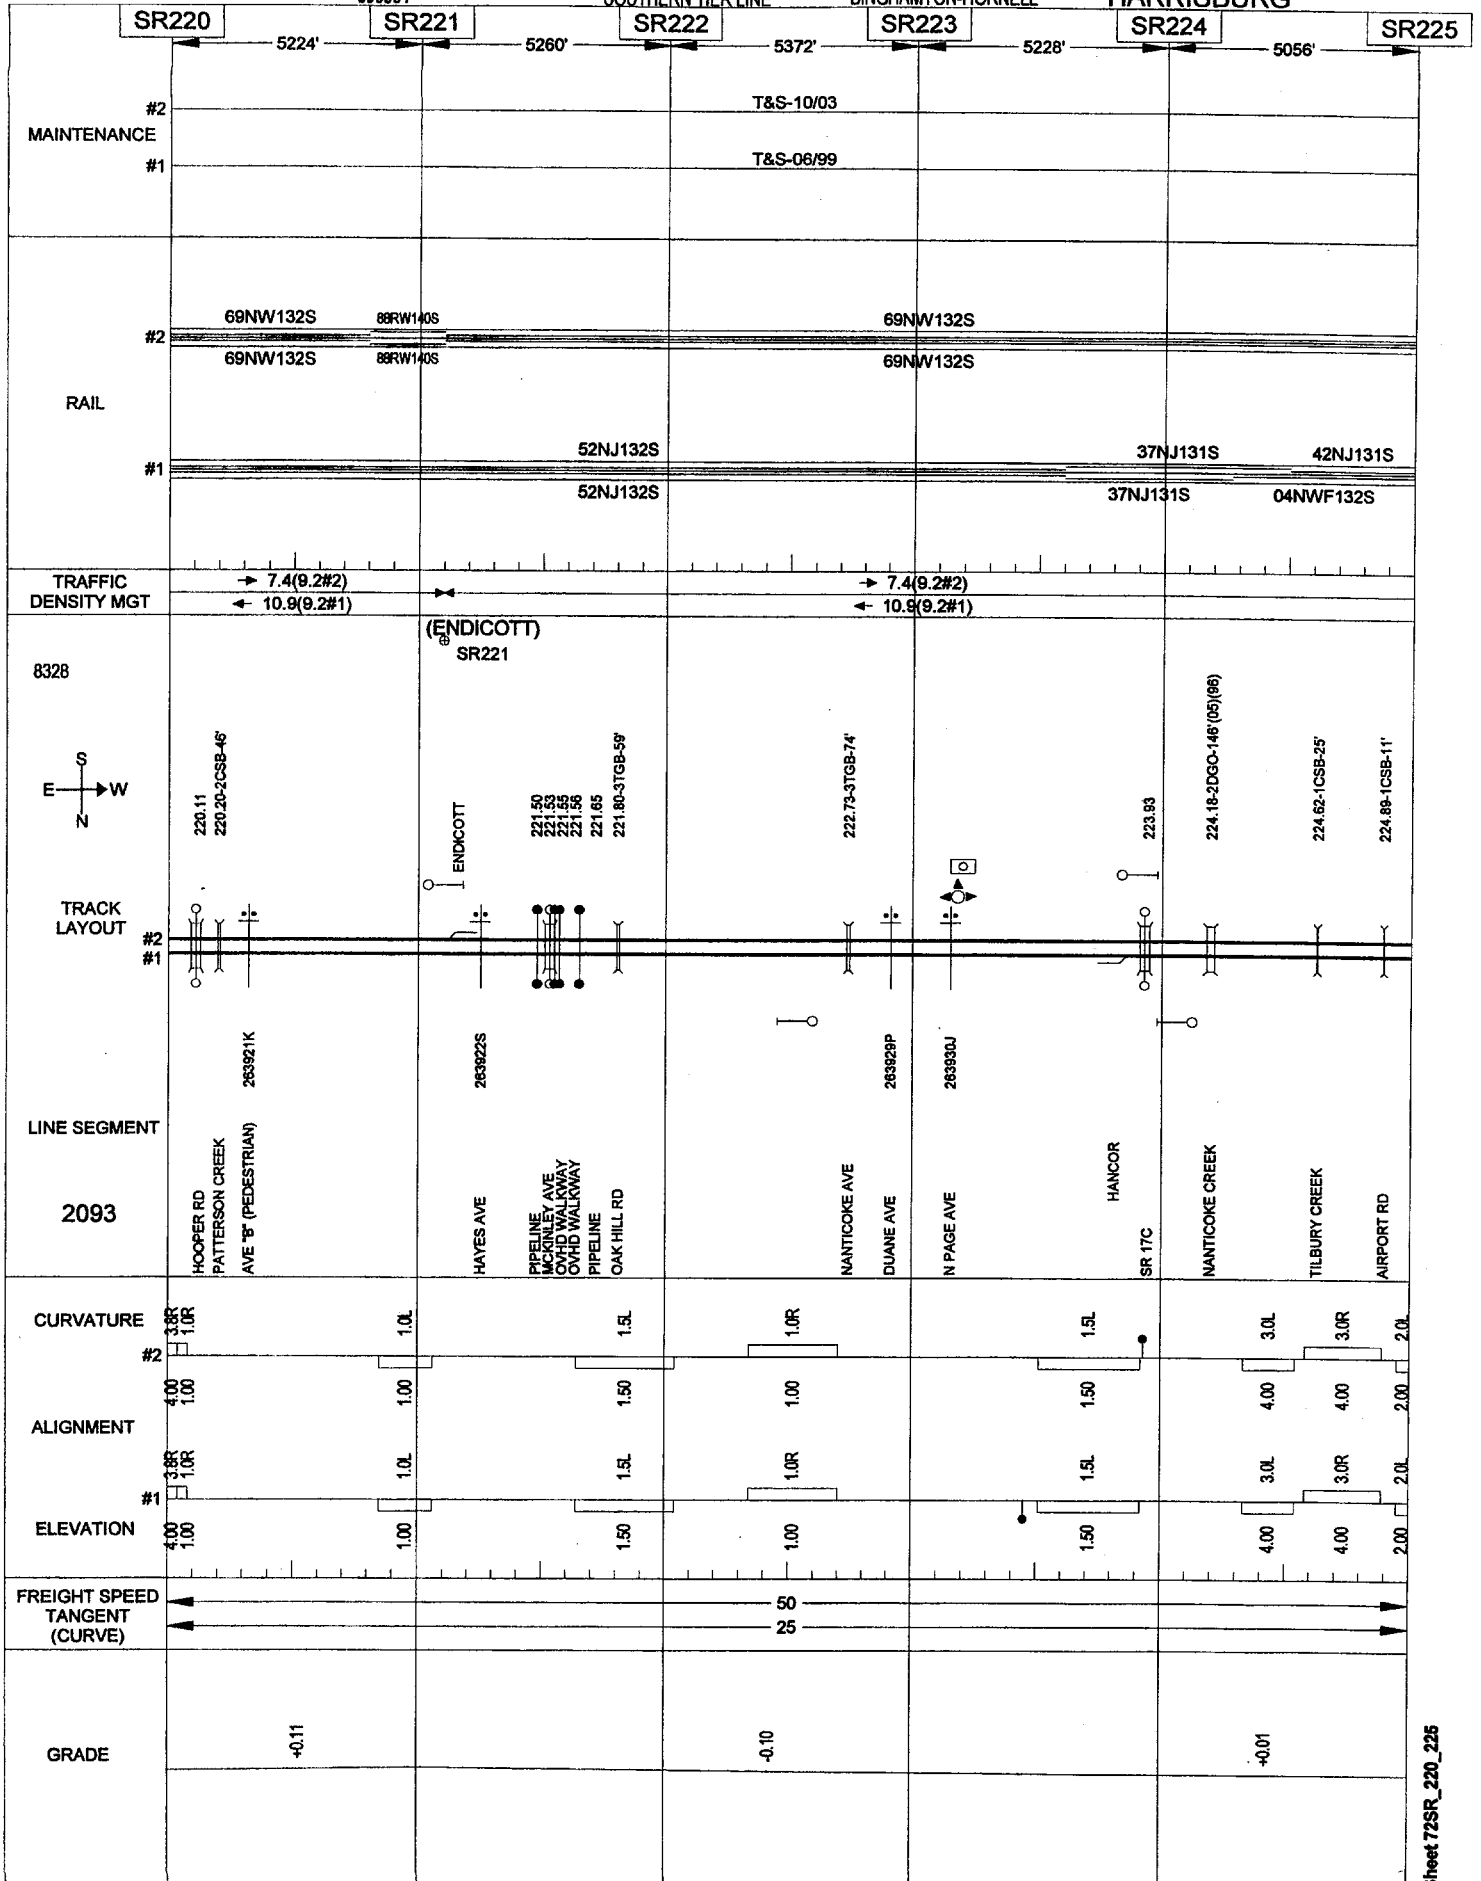 SOUTHERN TIER LINE BINGHAMTON-HORNELL HARRISBURG
SR220 SR221 SR222 SR223 SR224 SR225
5224' 5260' 5372' 5228' 5056'
MAINTENANCE
#2 T&S-10/03
#1 T&S-06/99
RAIL
69NW132S 88RW140S 69NW132S
#2
69NW132S 88RW140S 69NW132S
52NJ132S 37NJ131S 42NJ131S
#1
52NJ132S 37NJ131S 04NWF132S
TRAFFIC
DENSITY MGT
7.4(9.2#2) 7.4(9.2#2)
10.9(9.2#1) 10.9(9.2#1)
(ENDICOTT)
SR221
8328
S
E W
N
220.11
220.20-2CSB-46'
ENDICOTT
221.50
221.53
221.55
221.56
221.65
221.80-3TGB-59'
222.73-3TGB-74'
223.93
224.18-2DGO-146'(05)(96)
224.62-1CSB-25'
224.89-1CSB-11'
TRACK
LAYOUT
#2
#1
263921K
263922S
263929P
263930J
LINE SEGMENT
2093
HOOPER RD
PATTERSON CREEK
AVE "B" (PEDESTRIAN)
HAYES AVE
PIPELINE
MCKINLEY AVE
OVHD WALKWAY
OVHD WALKWAY
PIPELINE
OAK HILL RD
NANTICOKE AVE
DUANE AVE
N PAGE AVE
HANCOR
SR 17C
NANTICOKE CREEK
TILBURY CREEK
AIRPORT RD
CURVATURE
3.8R 1.0R 1.0L 1.5L 1.0R 1.5L 3.0L 3.0R 2.0L
#2
4.00 1.00 1.00 1.50 1.00 1.50 4.00 4.00 2.00
ALIGNMENT
3.8R 1.0R 1.0L 1.5L 1.0R 1.5L 3.0L 3.0R 2.0L
#1
ELEVATION
4.00 1.00 1.00 1.50 1.00 1.50 4.00 4.00 2.00
FREIGHT SPEED
TANGENT
(CURVE)
50
25
GRADE
+0.11 -0.10 +0.01
72SR_220_225